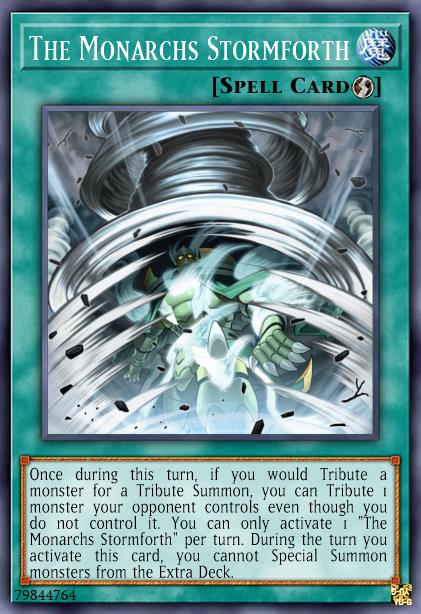 THE MONARCHS STORMFORTH
魔
[SPELL CARD]
Once during this turn, if you would Tribute a
monster for a Tribute Summon, you can Tribute 1
monster your opponent controls even though you
do not control it. You can only activate 1 "The
Monarchs Stormforth" per turn. During the turn you
activate this card, you cannot Special Summon
monsters from the Extra Deck.
79844764